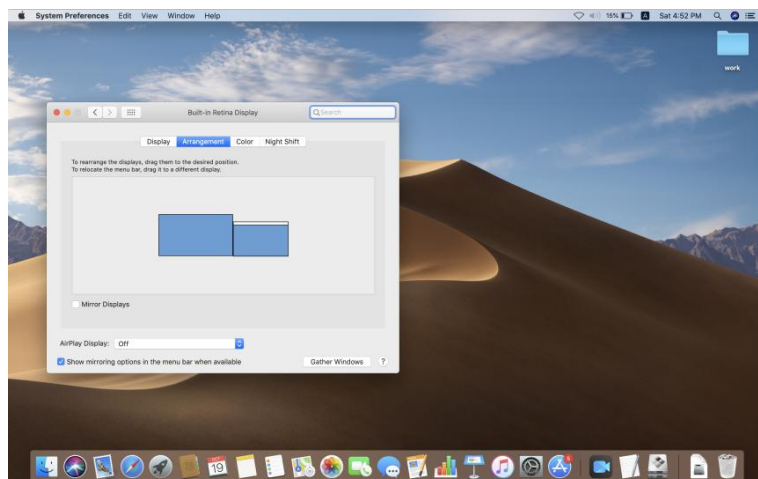 System Preferences Edit View Window Help 15% A Sat 4:52 PM
work
Built-in Retina Display Search
Display Arrangement Color Night Shift
To rearrange the displays, drag them to the desired position.
To relocate the menu bar, drag it to a different display.
Mirror Displays
AirPlay Display: Off
Show mirroring options in the menu bar when available Gather Windows ?
19